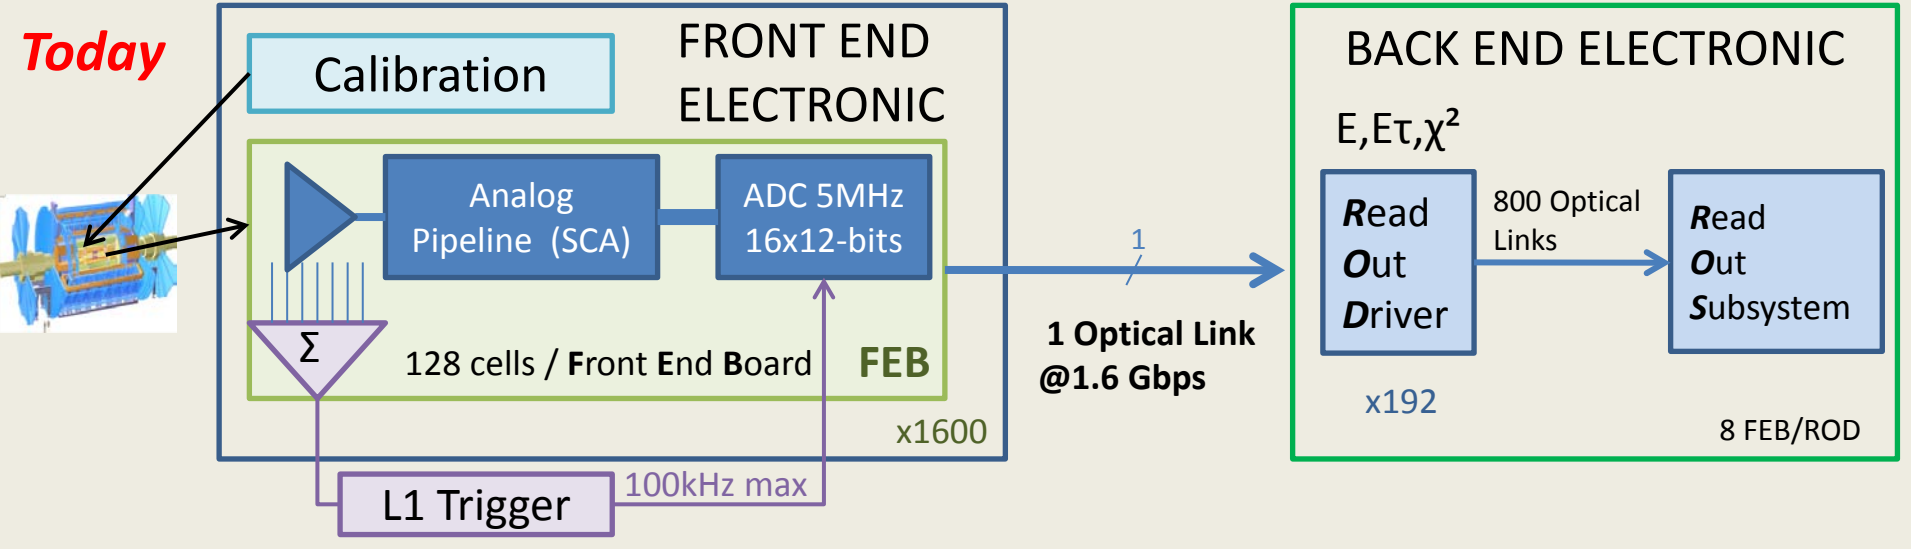 Today
Calibration
FRONT END
ELECTRONIC
Analog
Pipeline (SCA)
ADC 5MHz
16x12-bits
Σ
128 cells / Front End Board
FEB
x1600
L1 Trigger
100kHz max
1
1 Optical Link
@1.6 Gbps
BACK END ELECTRONIC
E,Eτ,χ²
Read
Out
Driver
800 Optical
Links
Read
Out
Subsystem
x192
8 FEB/ROD